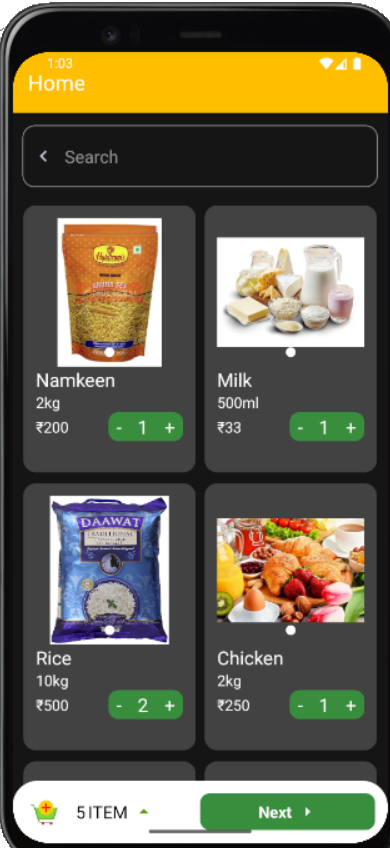 1:03
Home
Search
Haldiram's
Namkeen
2kg
₹200
- 1 +
Milk
500ml
₹33
- 1 +
DAAWAT
Rice
10kg
₹500
- 2 +
Chicken
2kg
₹250
- 1 +
5 ITEM
Next